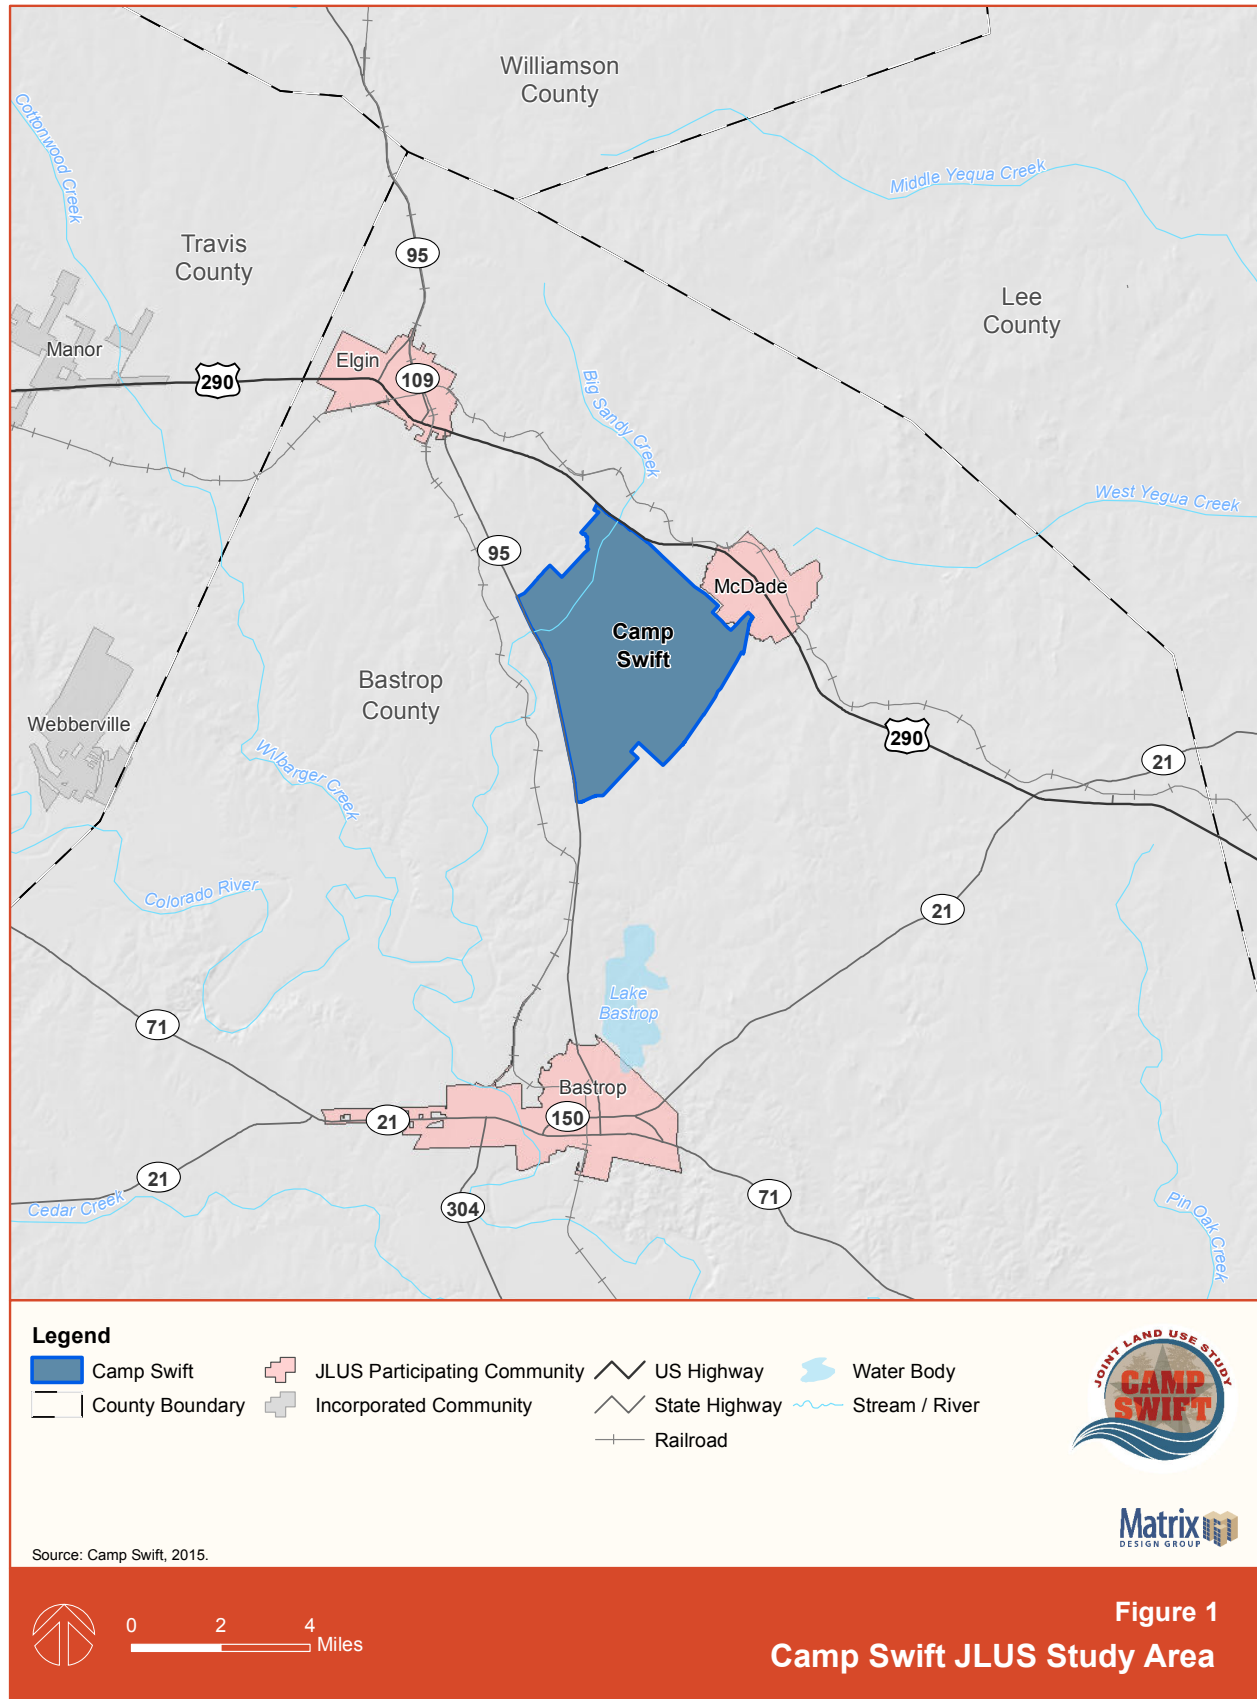 Williamson
County
Cottonwood Creek
Middle Yequa Creek
Travis
County
95
Lee
County
Manor
Elgin
290
109
Big Sandy Creek
West Yegua Creek
95
McDade
Camp
Swift
Bastrop
County
Webberville
290
21
Wilbarger Creek
Colorado River
21
Lake
Bastrop
71
Bastrop
150
21
21
71
304
Cedar Creek
Pin Oak Creek
Legend
Camp Swift
JLUS Participating Community
US Highway
Water Body
County Boundary
Incorporated Community
State Highway
Stream / River
Railroad
JOINT LAND USE STUDY
CAMP
SWIFT
Matrix
DESIGN GROUP
Source: Camp Swift, 2015.
0 2 4
Miles
Figure 1
Camp Swift JLUS Study Area